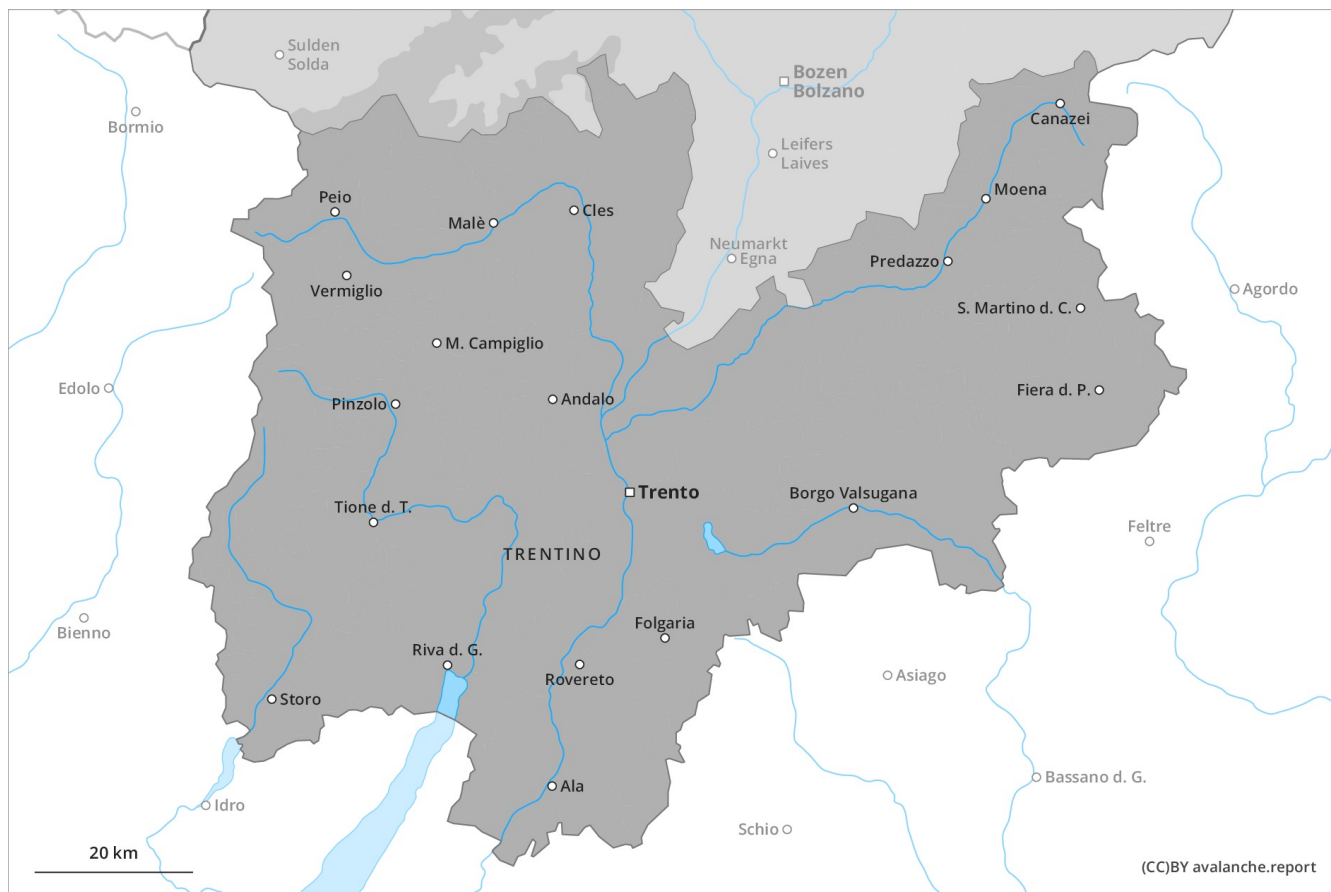 Sulden
Solda
Bozen
Bolzano
Bormio
Canazei
Leifers
Laives
Peio
Moena
Malè
Cles
Neumarkt
Egna
Predazzo
Vermiglio
Agordo
S. Martino d. C.
M. Campiglio
Edolo
Andalo
Fiera d. P.
Pinzolo
Trento
Borgo Valsugana
Tione d. T.
Feltre
TRENTINO
Bienno
Folgaria
Riva d. G.
Asiago
Rovereto
Storo
Bassano d. G.
Ala
Idro
Schio
20 km
(CC)BY avalanche.report